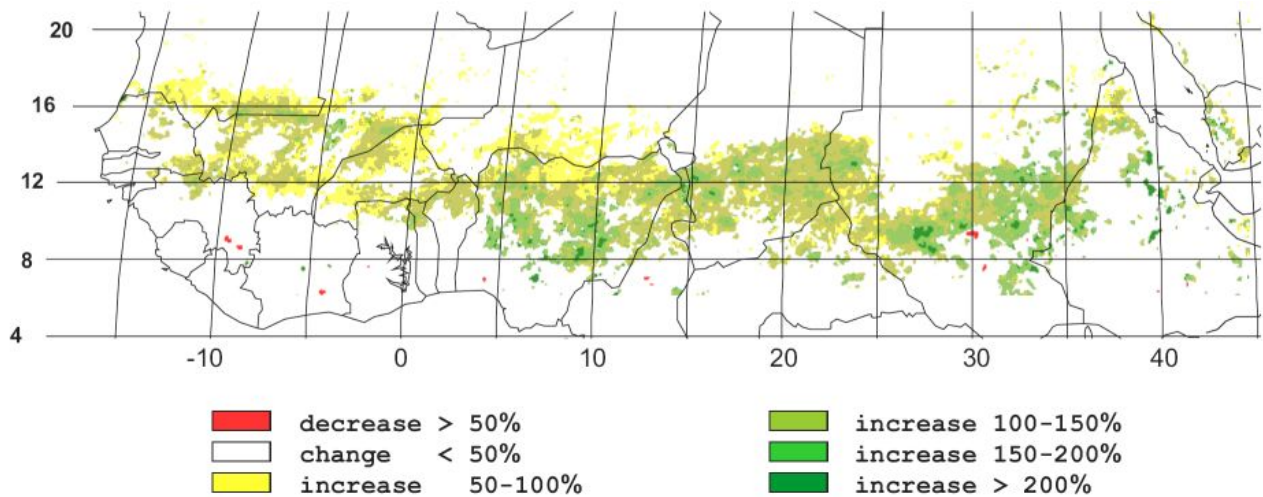 20
16
12
8
4
-10 0 10 20 30 40
decrease > 50%
change < 50%
increase 50-100%
increase 100-150%
increase 150-200%
increase > 200%